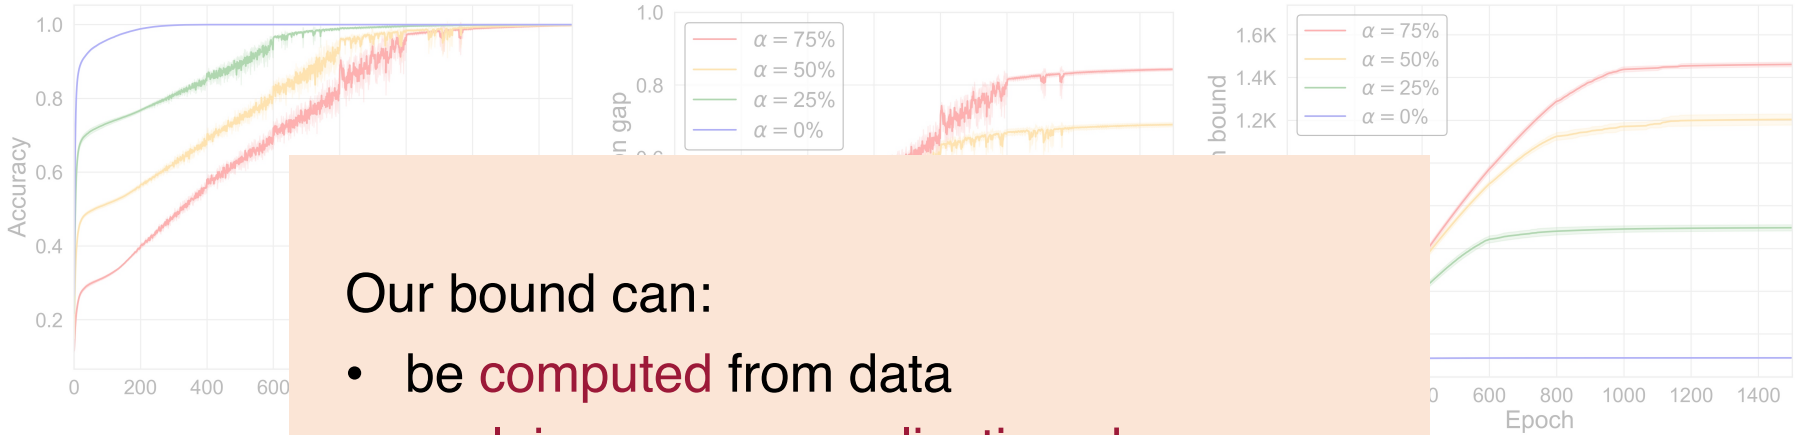 1.0
0.8
0.6
0.4
0.2
Accuracy
0
200
400
600
1.0
0.8
gap
α = 75%
α = 50%
α = 25%
α = 0%
1.6K
1.4K
1.2K
bound
α = 75%
α = 50%
α = 25%
α = 0%
600
800
1000
1200
1400
Epoch
Our bound can:
• be computed from data